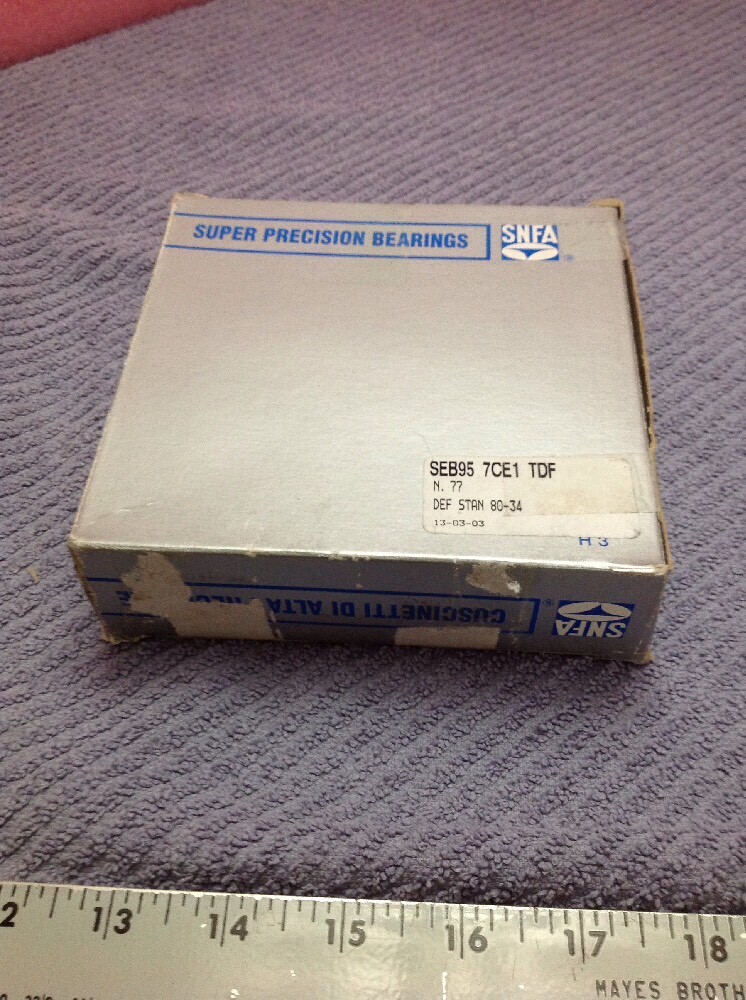 SUPER PRECISION BEARINGS
SNFA
®
SEB95 7CE1 TDF
N. 77
DEF STAN 80-34
13-03-03
H 3
CUSCINETTI DI ALTA
SNFA
®
2 13 14 15 16 17 18
MAYES BROTH